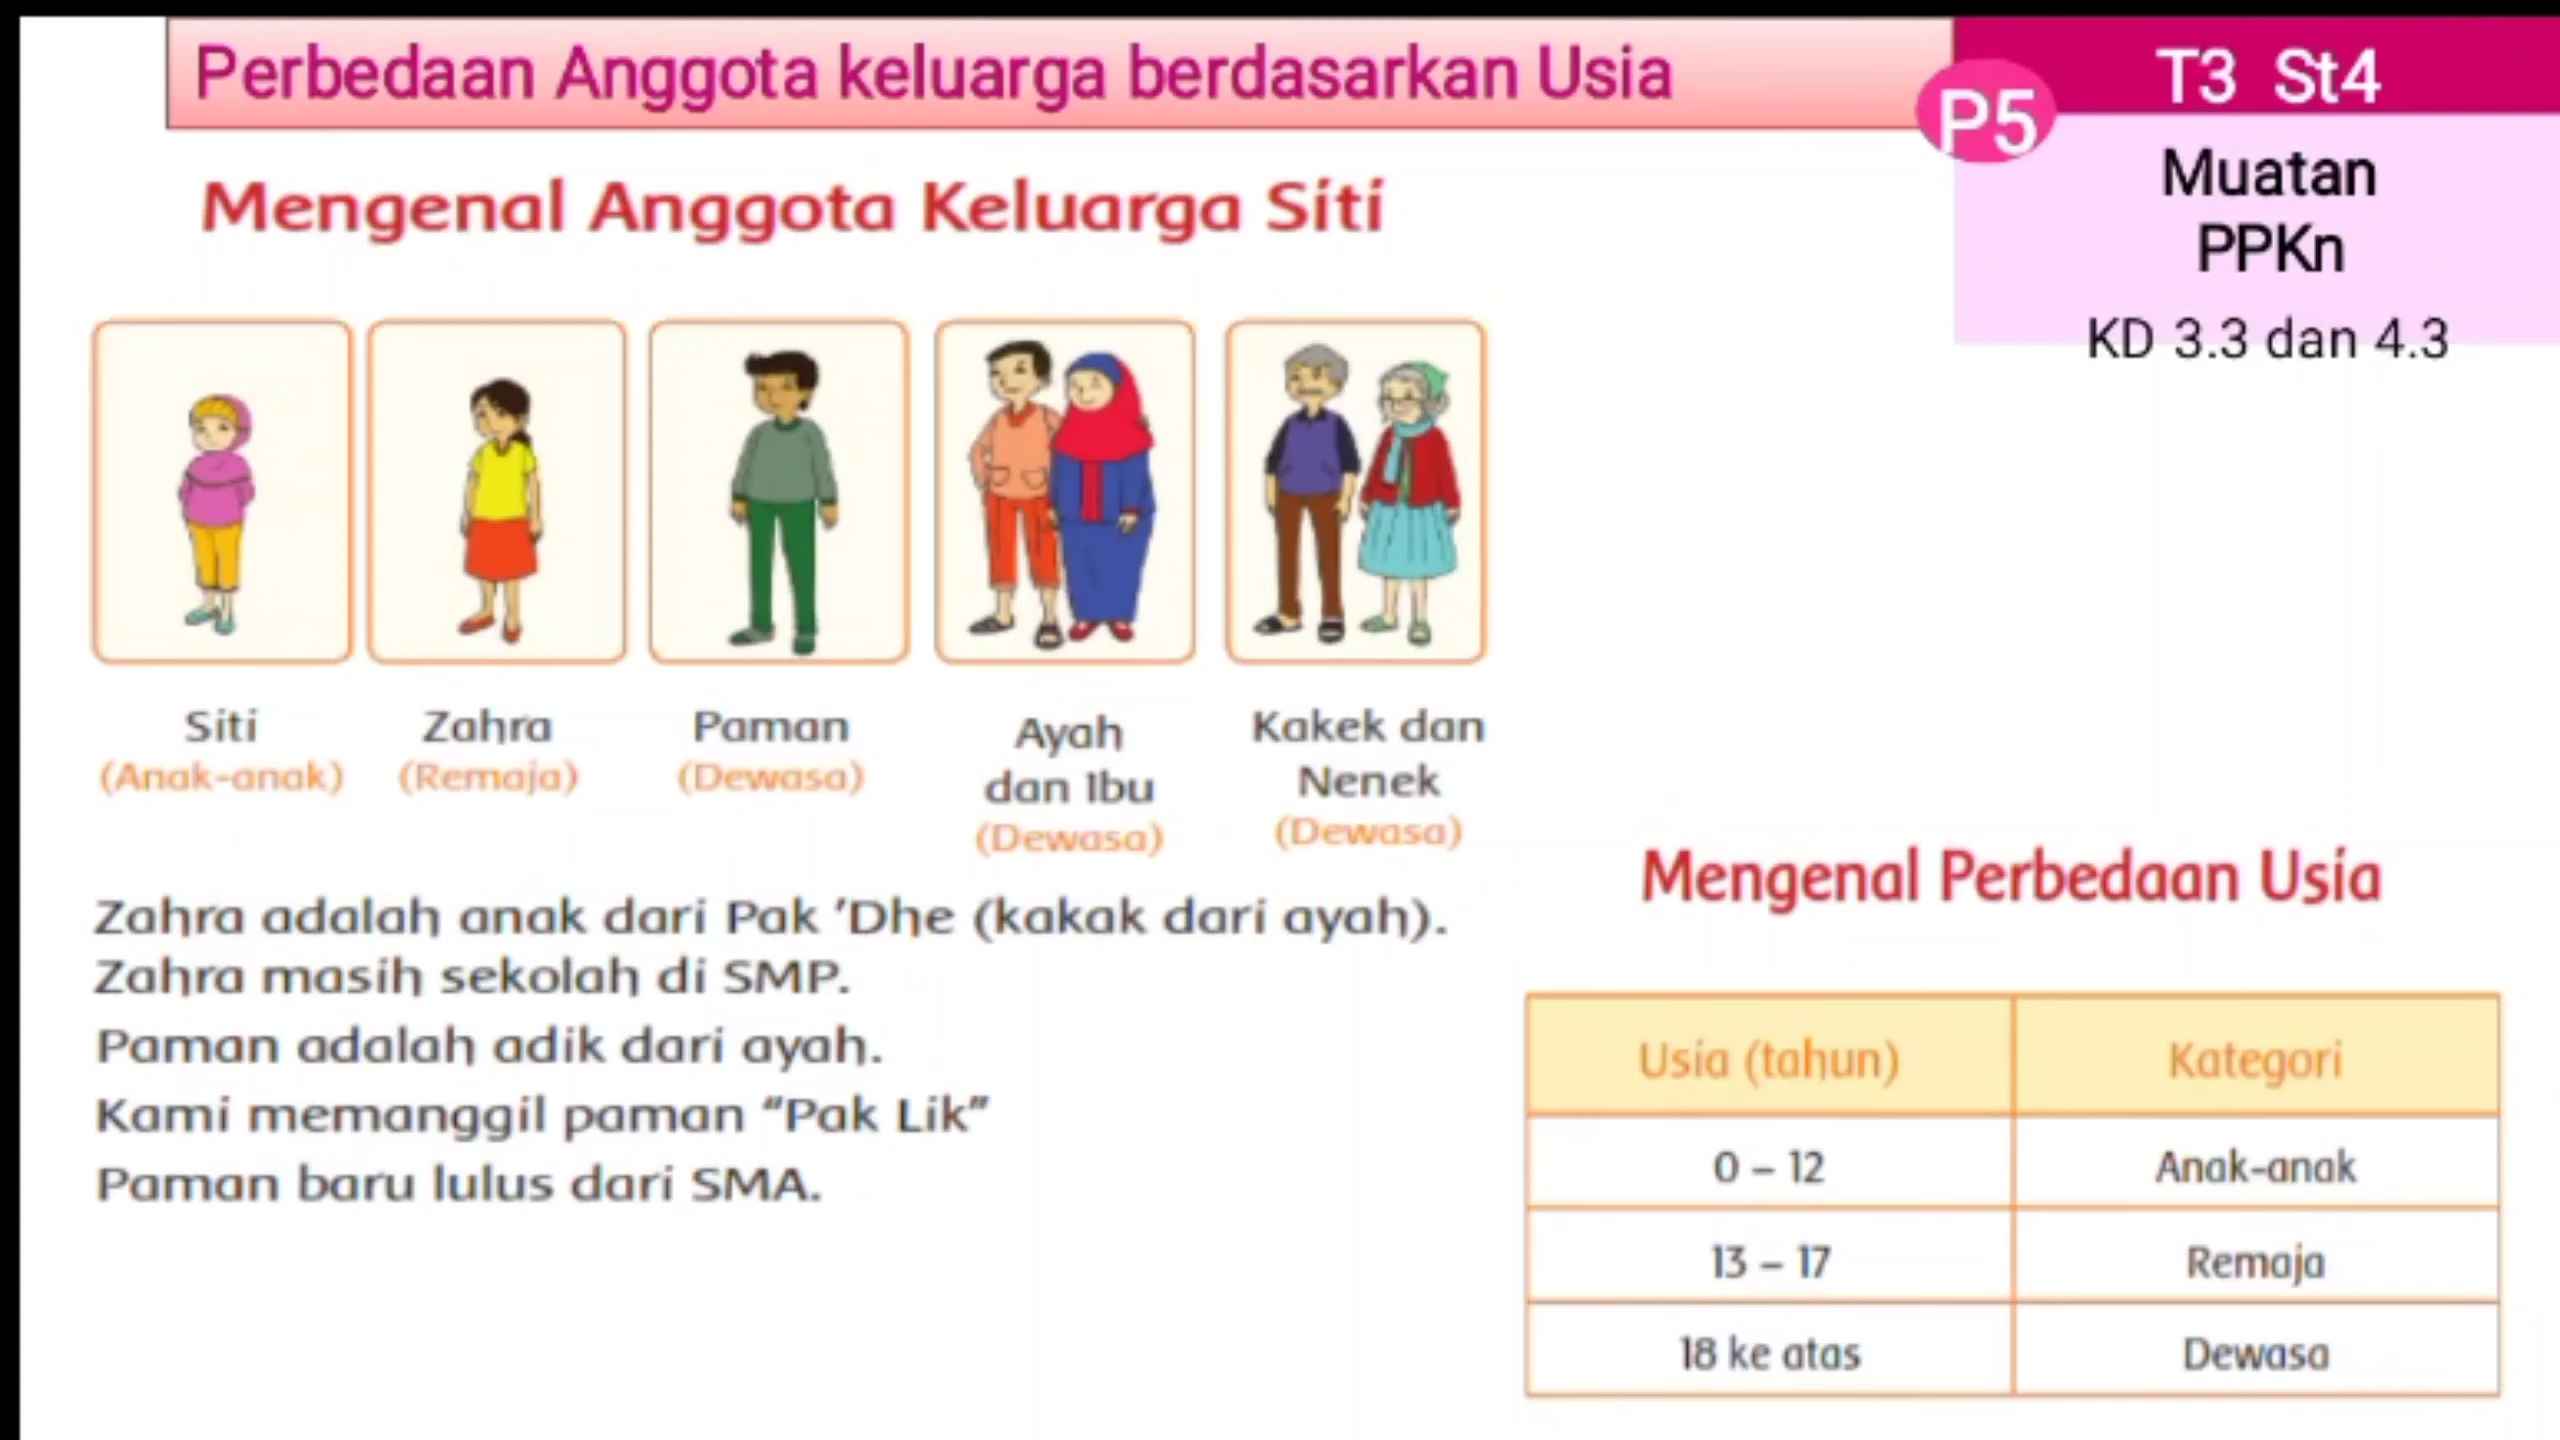 Perbedaan Anggota keluarga berdasarkan Usia
P5
T3 St4
Muatan
PPKn
KD 3.3 dan 4.3
Mengenal Anggota Keluarga Siti
Siti
(Anak-anak)
Zahra
(Remaja)
Paman
(Dewasa)
Ayah
dan Ibu
(Dewasa)
Kakek dan
Nenek
(Dewasa)
Zahra adalah anak dari Pak 'Dhe (kakak dari ayah).
Zahra masih sekolah di SMP.
Paman adalah adik dari ayah.
Kami memanggil paman “Pak Lik”
Paman baru lulus dari SMA.
Mengenal Perbedaan Usia
Usia (tahun) Kategori
0 – 12 Anak-anak
13 – 17 Remaja
18 ke atas Dewasa